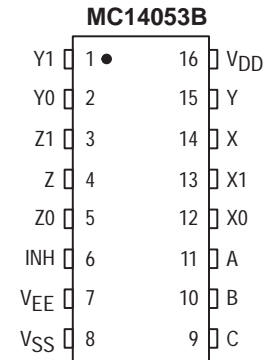 MC14053B
Y1 1 16 VDD
Y0 2 15 Y
Z1 3 14 X
Z 4 13 X1
Z0 5 12 X0
INH 6 11 A
VEE 7 10 B
VSS 8 9 C